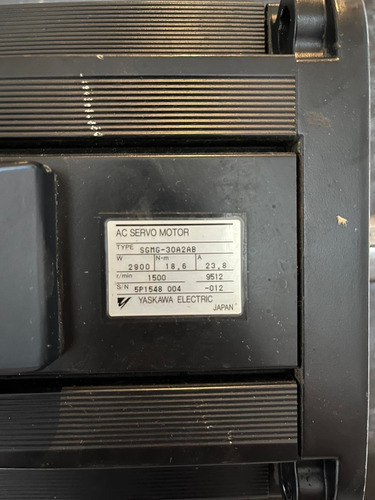 AC SERVO MOTOR
TYPE SGMG-30A2AB
W N-m A
2900 18,6 23,8
r/min 1500 9512
S/N 5P1548 004 -012
YASKAWA ELECTRIC
JAPAN